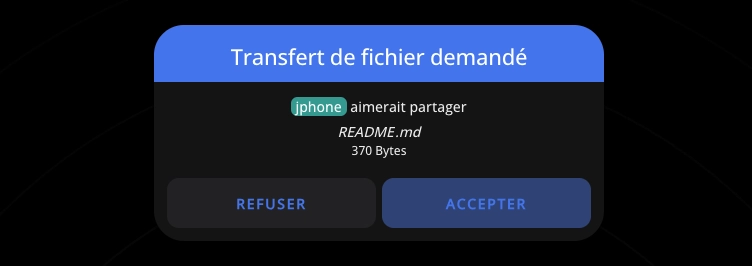 Transfert de fichier demandé
jphone aimerait partager
README.md
370 Bytes
REFUSER ACCEPTER